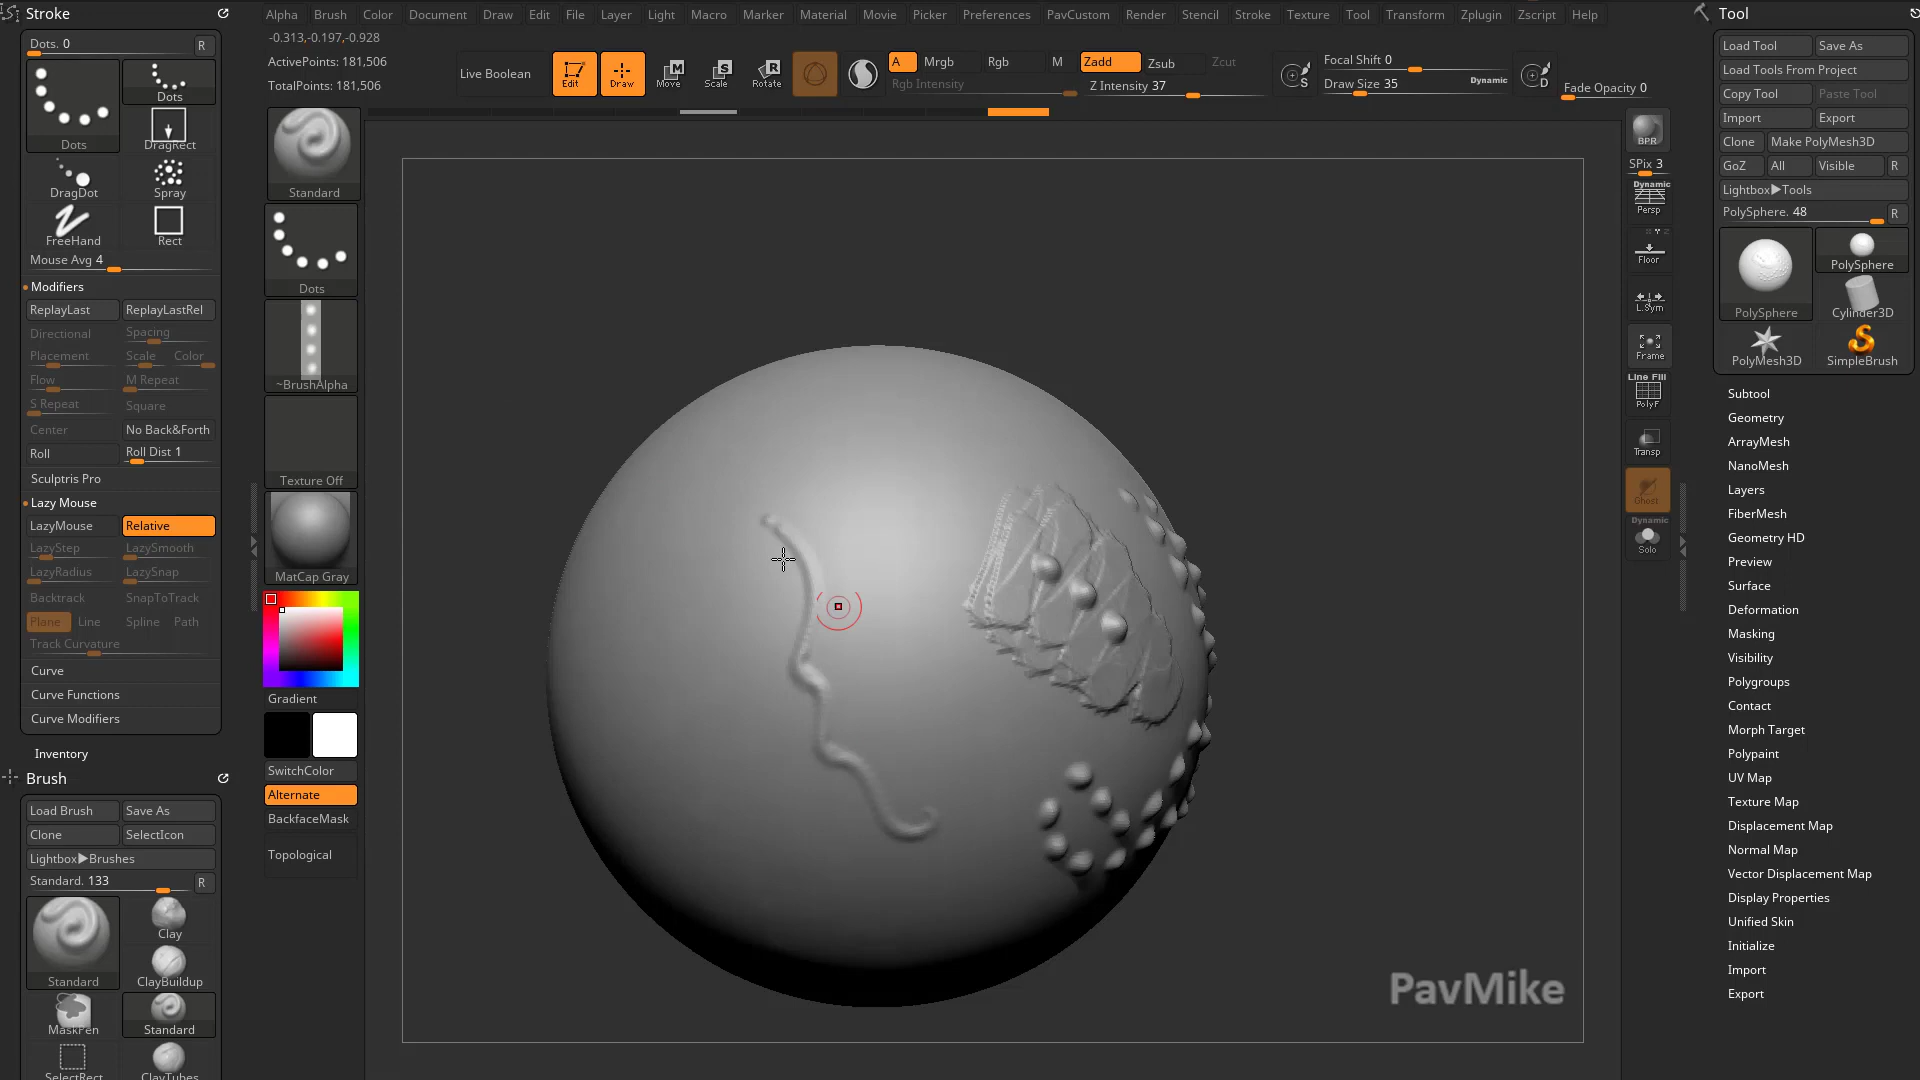 Stroke
Alpha Brush Color Document Draw Edit File Layer Light Macro Marker Material Movie Picker Preferences PavCustom Render Stencil Stroke Texture Tool Transform Zplugin Zscript Help
Tool
-0.313,-0.197,-0.928
ActivePoints: 181,506
TotalPoints: 181,506
Live Boolean
Edit
Draw
Move
Scale
Rotate
A
Mrgb
Rgb
M
Zadd
Zsub
Zcut
Rgb Intensity
Z Intensity 37
Focal Shift 0
Draw Size 35
Dynamic
Fade Opacity 0
Dots. 0
R
Dots
Dots
DragRect
DragDot
Spray
FreeHand
Rect
Mouse Avg 4
Modifiers
ReplayLast
ReplayLastRel
Directional
Spacing
Placement
Scale
Color
Flow
M Repeat
S Repeat
Square
Center
No Back&Forth
Roll
Roll Dist 1
Sculptris Pro
Lazy Mouse
LazyMouse
Relative
LazyStep
LazySmooth
LazyRadius
LazySnap
Backtrack
SnapToTrack
Plane
Line
Spline
Path
Track Curvature
Curve
Curve Functions
Curve Modifiers
Inventory
Brush
Load Brush
Save As
Clone
SelectIcon
Lightbox▶Brushes
Standard. 133
R
Standard
Clay
ClayBuildup
MaskPen
Standard
SelectRect
ClayTubes
Standard
Dots
~BrushAlpha
Texture Off
MatCap Gray
Gradient
SwitchColor
Alternate
BackfaceMask
Topological
PavMike
BPR
SPix 3
Dynamic
Persp
Floor
L.Sym
Frame
Line Fill
PolyF
Transp
Ghost
Dynamic
Solo
Load Tool
Save As
Load Tools From Project
Copy Tool
Paste Tool
Import
Export
Clone
Make PolyMesh3D
GoZ
All
Visible
R
Lightbox▶Tools
PolySphere. 48
R
PolySphere
PolySphere
Cylinder3D
PolyMesh3D
SimpleBrush
Subtool
Geometry
ArrayMesh
NanoMesh
Layers
FiberMesh
Geometry HD
Preview
Surface
Deformation
Masking
Visibility
Polygroups
Contact
Morph Target
Polypaint
UV Map
Texture Map
Displacement Map
Normal Map
Vector Displacement Map
Display Properties
Unified Skin
Initialize
Import
Export